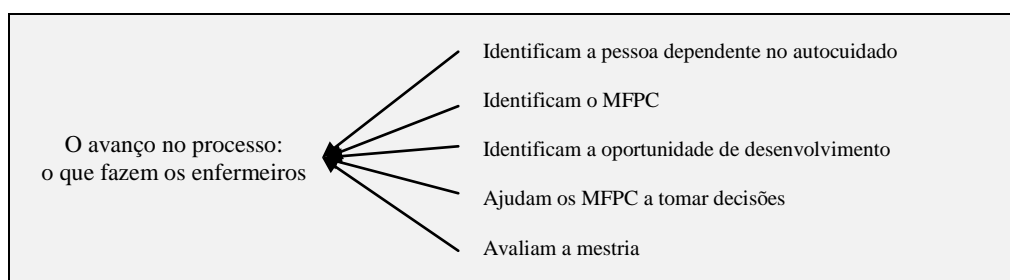 O avanço no processo:
o que fazem os enfermeiros
Identificam a pessoa dependente no autocuidado
Identificam o MFPC
Identificam a oportunidade de desenvolvimento
Ajudam os MFPC a tomar decisões
Avaliam a mestria